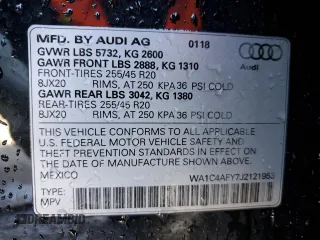 MFD. BY AUDI AG 0118
GVWR LBS 5732, KG 2600
GAWR FRONT LBS 2888, KG 1310
FRONT-TIRES 255/45 R20
8JX20 RIMS, AT 250 KPA 36 PSI COLD
GAWR REAR LBS 3042, KG 1380
REAR-TIRES 255/45 R20
8JX20 RIMS, AT 250 KPA 36 PSI COLD
Audi
THIS VEHICLE CONFORMS TO ALL APPLICABLE
U.S. FEDERAL MOTOR VEHICLE SAFETY AND
THEFT PREVENTION STANDARDS IN EFFECT ON
THE DATE OF MANUFACTURE SHOWN ABOVE.
MEXICO WA1C4AFY7J2121963
TYPE:
MPV